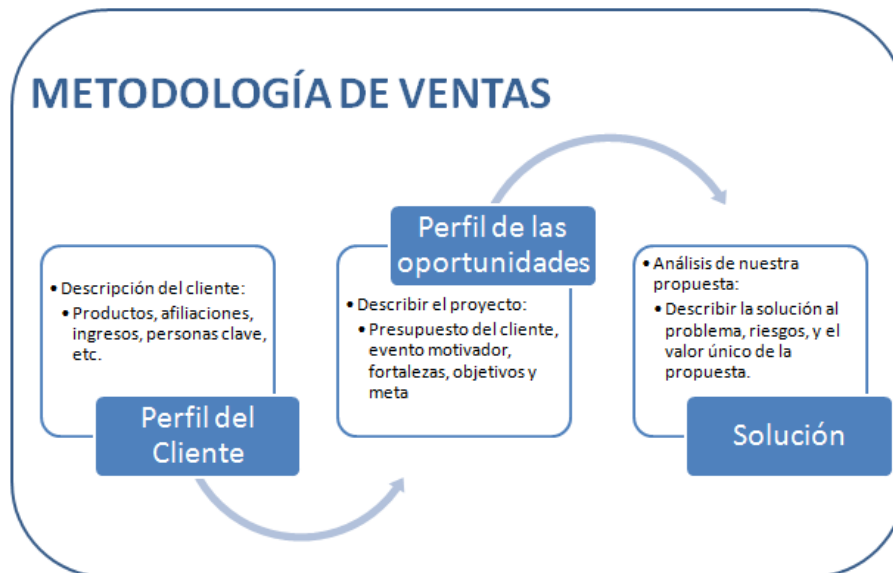 METODOLOGÍA DE VENTAS
• Descripción del cliente:
• Productos, afiliaciones,
ingresos, personas clave,
etc.
Perfil del
Cliente
Perfil de las
oportunidades
• Describir el proyecto:
• Presupuesto del cliente,
evento motivador,
fortalezas, objetivos y
meta
• Análisis de nuestra
propuesta:
• Describir la solución al
problema, riesgos, y el
valor único de la
propuesta.
Solución